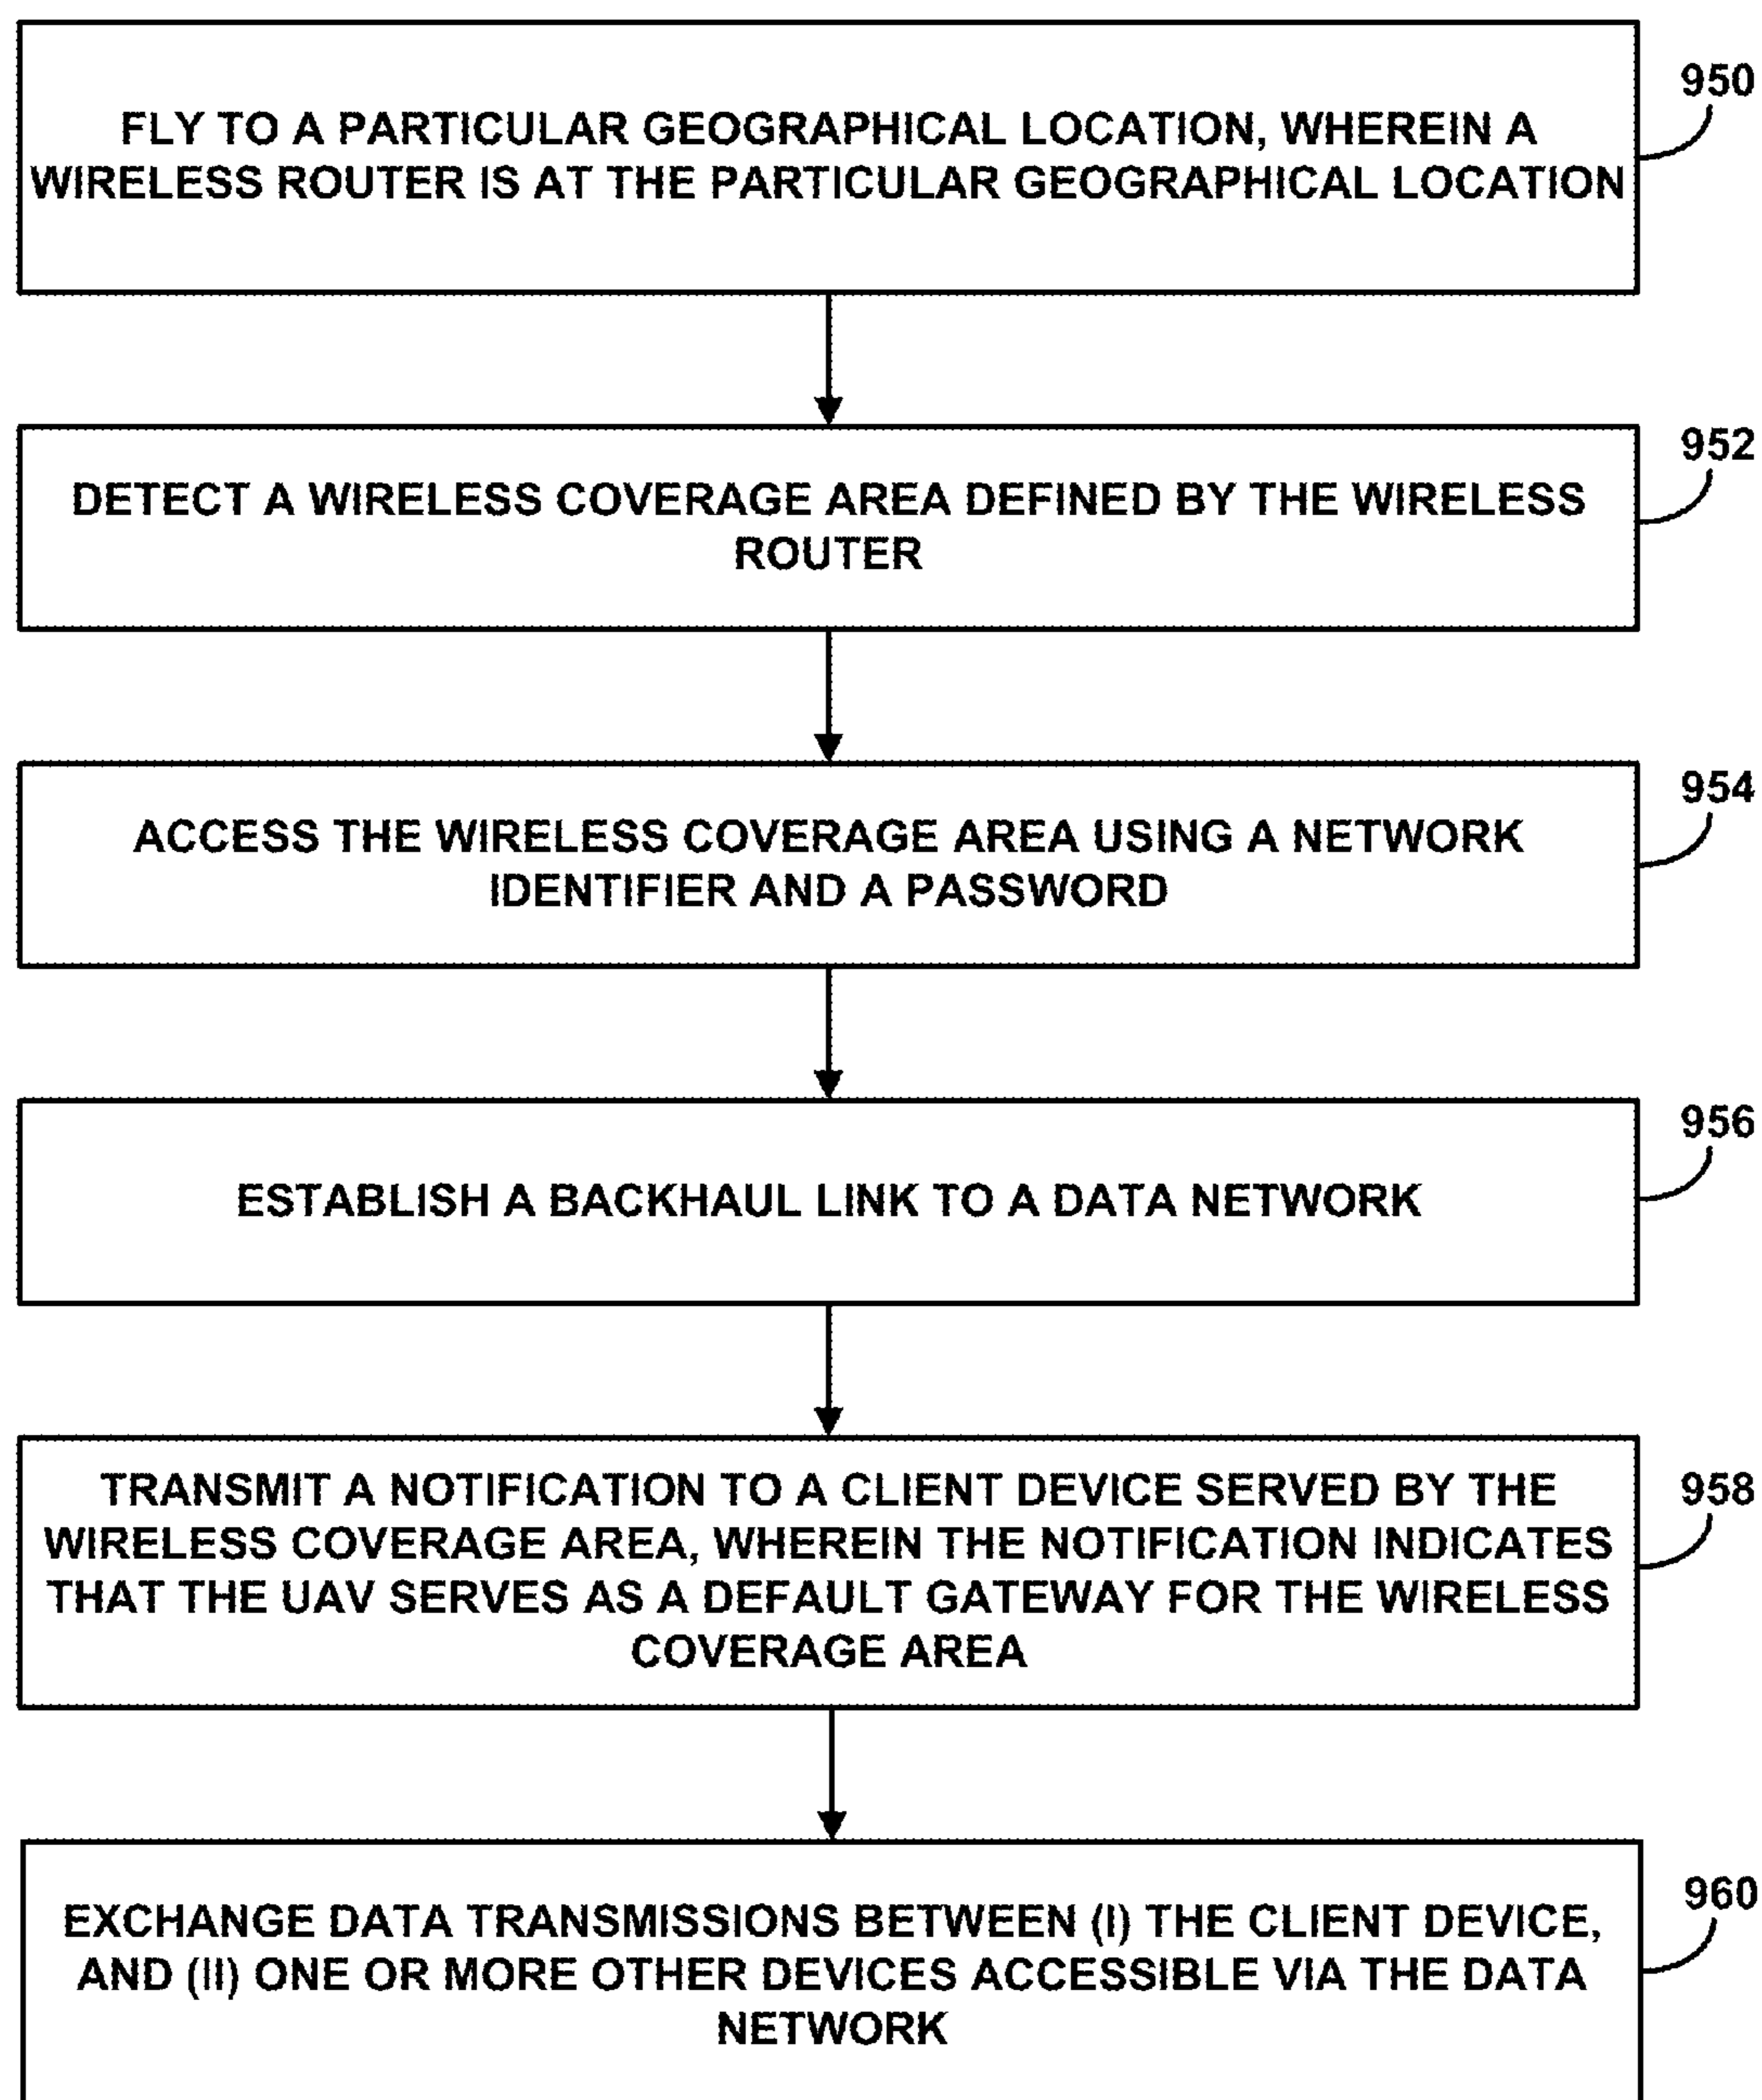 FLY TO A PARTICULAR GEOGRAPHICAL LOCATION, WHEREIN A
WIRELESS ROUTER IS AT THE PARTICULAR GEOGRAPHICAL LOCATION
950
DETECT A WIRELESS COVERAGE AREA DEFINED BY THE WIRELESS
ROUTER
952
ACCESS THE WIRELESS COVERAGE AREA USING A NETWORK
IDENTIFIER AND A PASSWORD
954
ESTABLISH A BACKHAUL LINK TO A DATA NETWORK
956
TRANSMIT A NOTIFICATION TO A CLIENT DEVICE SERVED BY THE
WIRELESS COVERAGE AREA, WHEREIN THE NOTIFICATION INDICATES
THAT THE UAV SERVES AS A DEFAULT GATEWAY FOR THE WIRELESS
COVERAGE AREA
958
EXCHANGE DATA TRANSMISSIONS BETWEEN (I) THE CLIENT DEVICE,
AND (II) ONE OR MORE OTHER DEVICES ACCESSIBLE VIA THE DATA
NETWORK
960